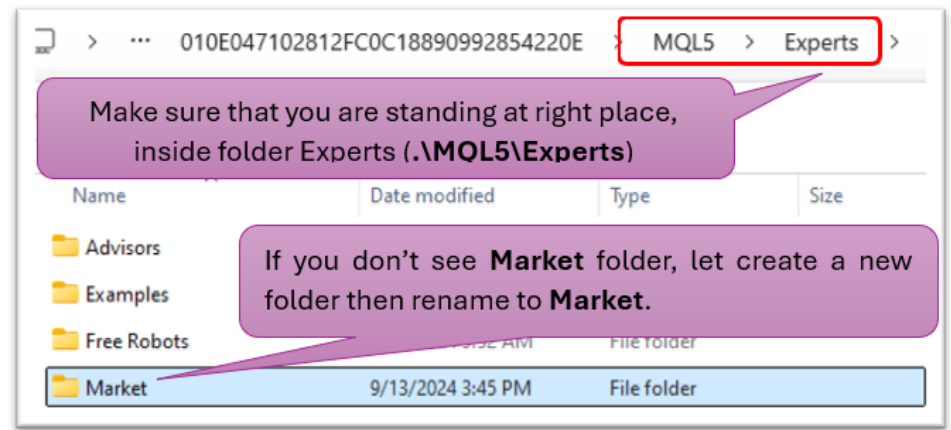 > ... 010E047102812FC0C18890992854220E > MQL5 > Experts >
Make sure that you are standing at right place,
inside folder Experts (.\MQL5\Experts)
Name Date modified Type Size
Advisors
If you don’t see Market folder, let create a new
Examples
folder then rename to Market.
Free Robots AM File folder
Market 9/13/2024 3:45 PM File folder